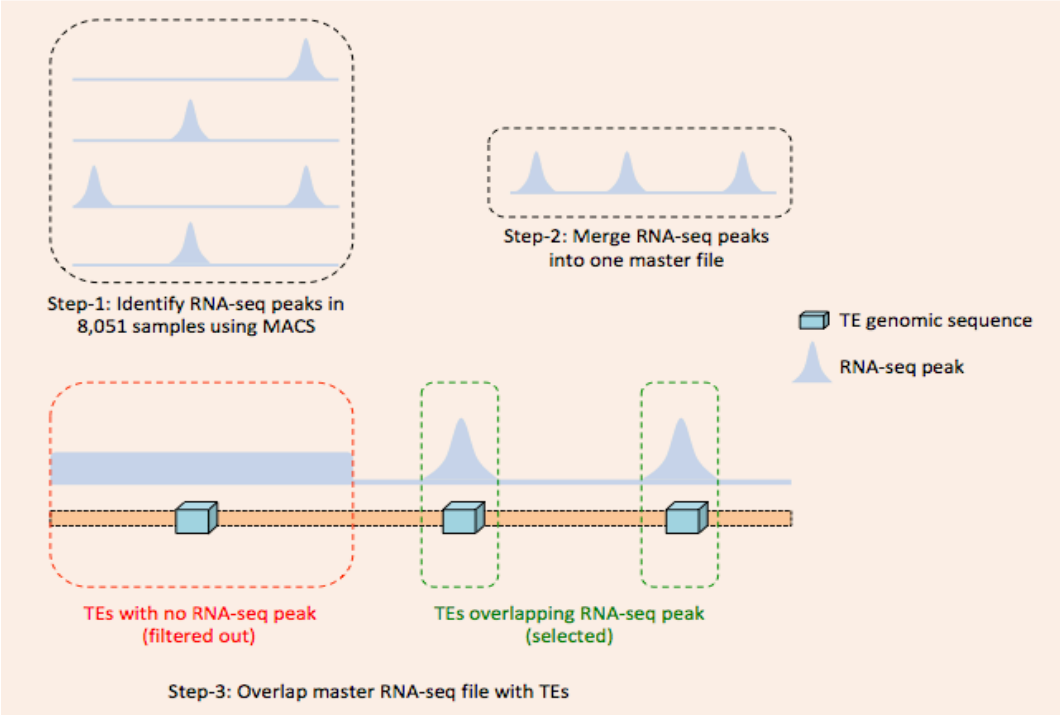 Step-1: Identify RNA-seq peaks in
8,051 samples using MACS
Step-2: Merge RNA-seq peaks
into one master file
TE genomic sequence
RNA-seq peak
TEs with no RNA-seq peak
(filtered out)
TEs overlapping RNA-seq peak
(selected)
Step-3: Overlap master RNA-seq file with TEs